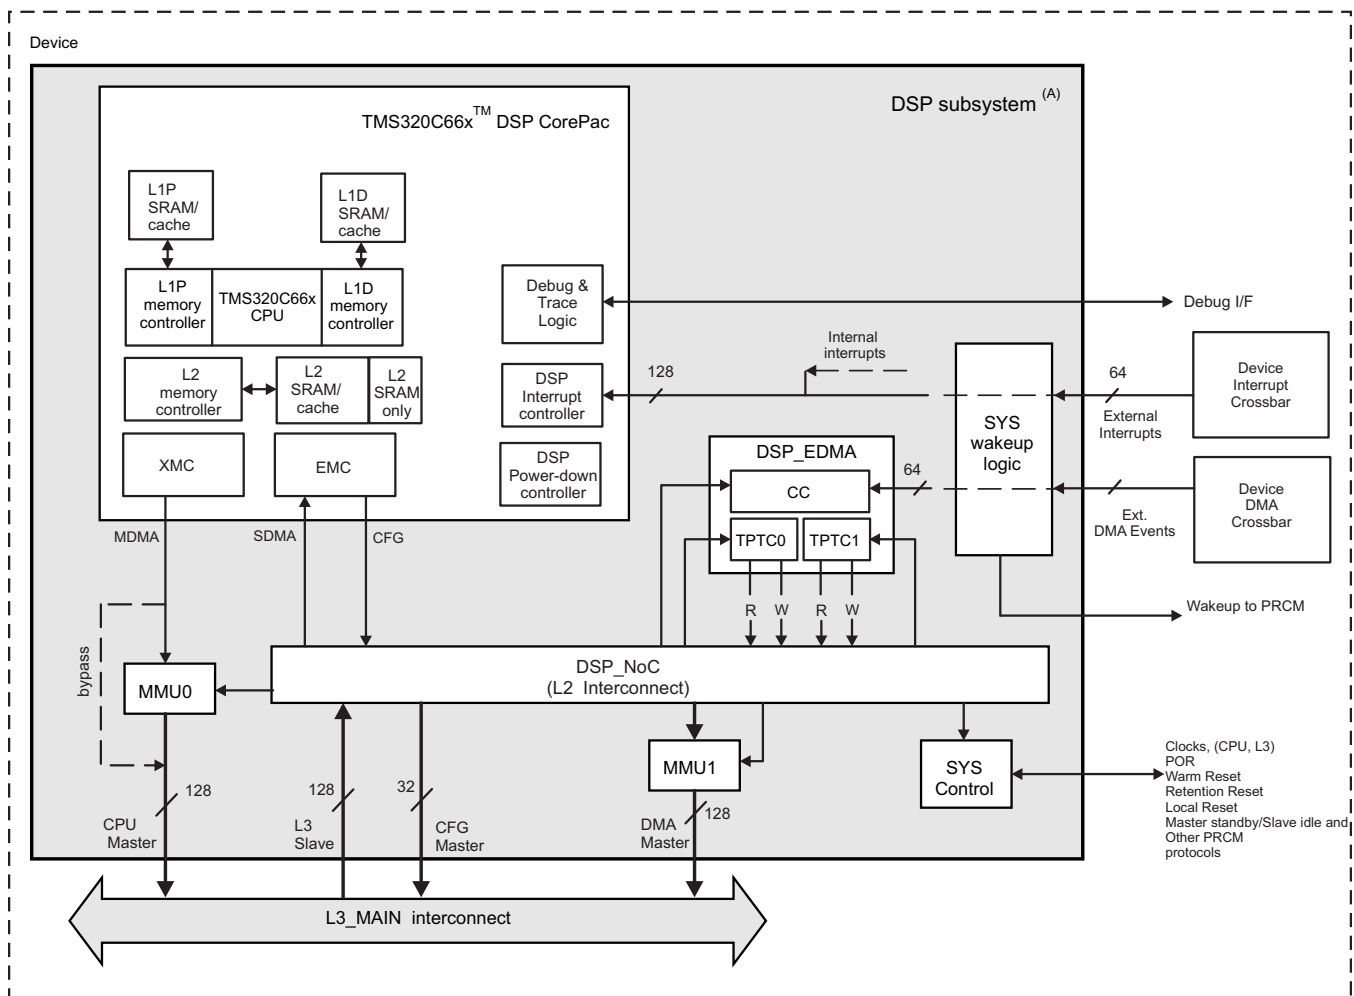 Device
DSP subsystem (A)
TMS320C66x™ DSP CorePac
L1P
SRAM/
cache
L1D
SRAM/
cache
L1P
memory
controller
TMS320C66x
CPU
L1D
memory
controller
Debug &
Trace
Logic
Debug I/F
L2
memory
controller
L2
SRAM/
cache
L2
SRAM
only
DSP
Interrupt
controller
128
Internal
interrupts
SYS
wakeup
logic
64
External
Interrupts
Device
Interrupt
Crossbar
XMC
EMC
DSP
Power-down
controller
DSP_EDMA
CC
64
TPTC0
TPTC1
Ext.
DMA Events
Device
DMA
Crossbar
MDMA
SDMA
CFG
R
W
R
W
Wakeup to PRCM
bypass
MMU0
DSP_NoC
(L2 Interconnect)
MMU1
SYS
Control
Clocks, (CPU, L3)
POR
Warm Reset
Retention Reset
Local Reset
Master standby/Slave idle and
Other PRCM
protocols
128
CPU
Master
128
L3
Slave
32
CFG
Master
128
DMA
Master
L3_MAIN interconnect